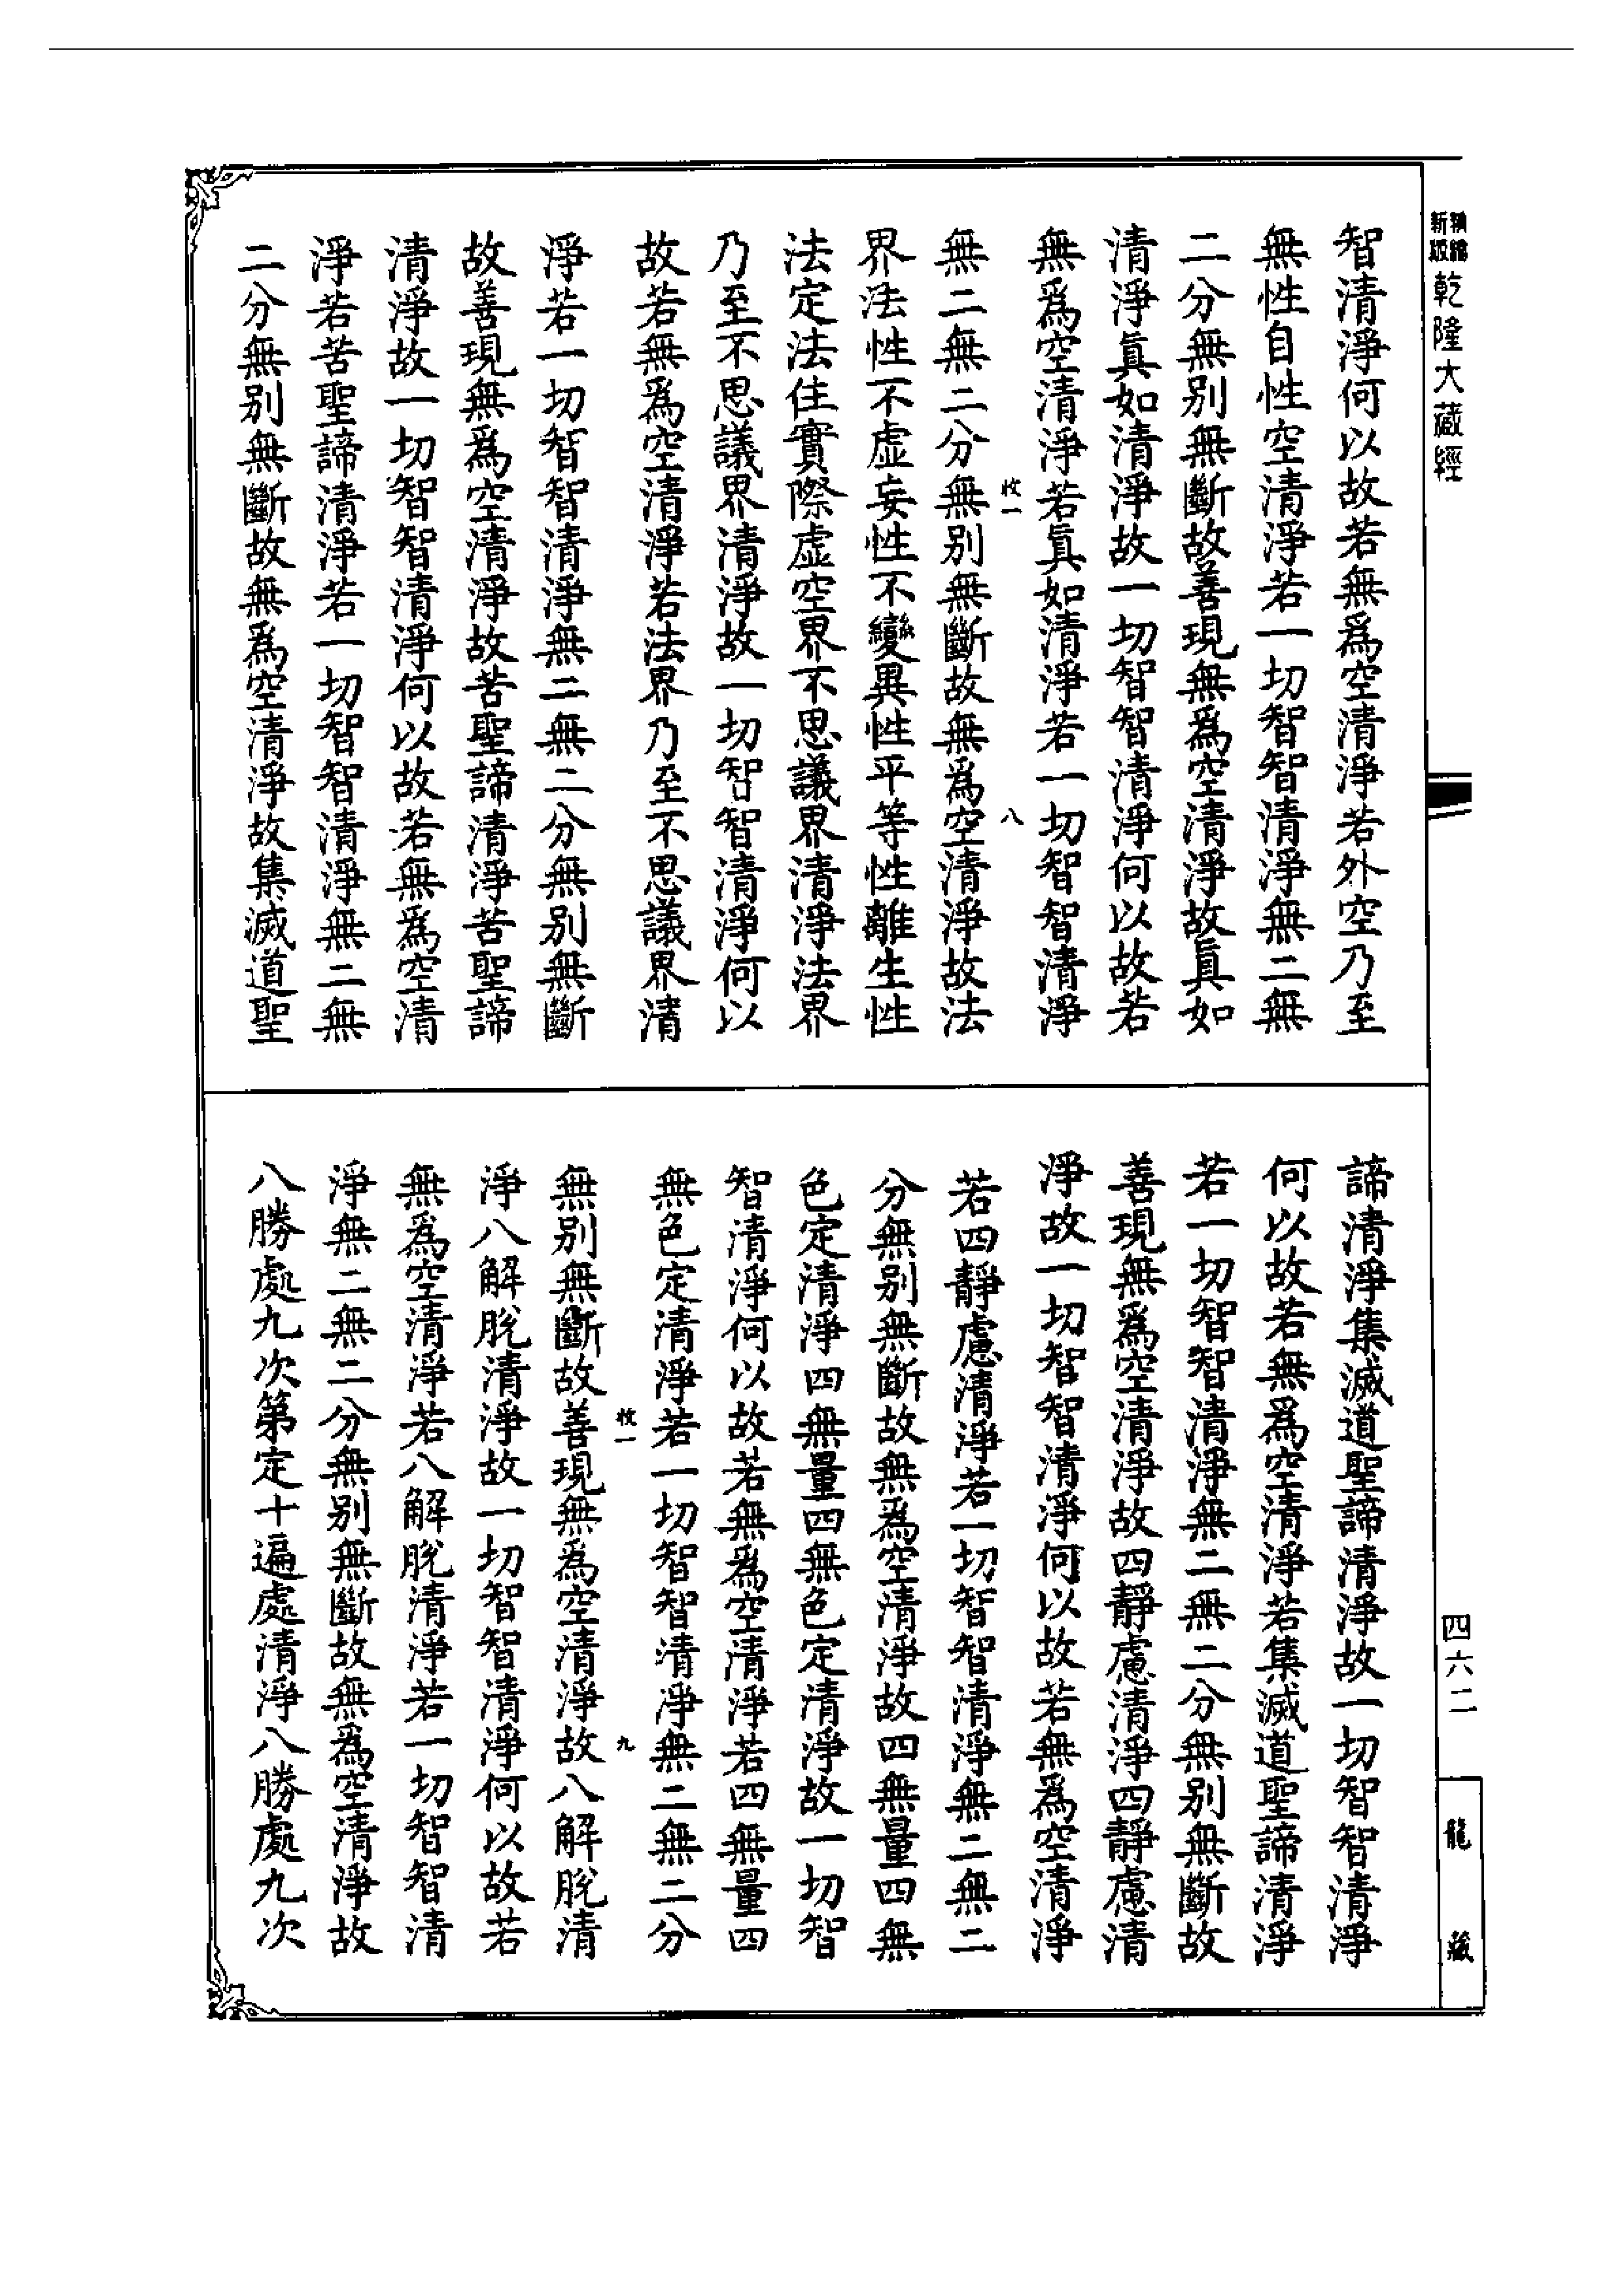 新編縮版
乾隆大藏經
智清淨何以故若無爲空清淨若外空乃至
無性自性空清淨若一切智智清淨無二無
二分無別無斷故善現無爲空清淨故眞如
清淨眞如清淨故一切智智清淨何以故若
無爲空清淨若眞如清淨若一切智智清淨
牧一 八
無二無二分無別無斷故無爲空清淨故法
界法性不虛妄性不變異性平等性離生性
法定法住實際虛空界不思議界清淨法界
乃至不思議界清淨故一切智智清淨何以
故若無爲空清淨若法界乃至不思議界清
淨若一切智智清淨無二無二分無別無斷
故善現無爲空清淨故苦聖諦清淨苦聖諦
清淨故一切智智清淨何以故若無爲空清
淨若苦聖諦清淨若一切智智清淨無二無
二分無別無斷故無爲空清淨故集滅道聖
諦清淨集滅道聖諦清淨故一切智智清淨
何以故若無爲空清淨若集滅道聖諦清淨
若一切智智清淨無二無二分無別無斷故
善現無爲空清淨故四靜慮清淨四靜慮清
淨故一切智智清淨何以故若無爲空清淨
若四靜慮清淨若一切智智清淨無二無二
分無別無斷故無爲空清淨故四無量四無
色定清淨四無量四無色定清淨故一切智
智清淨何以故若無爲空清淨若四無量四
無色定清淨若一切智智清淨無二無二分
牧一 九
無別無斷故善現無爲空清淨故八解脫清
淨八解脫清淨故一切智智清淨何以故若
無爲空清淨若八解脫清淨若一切智智清
淨無二無二分無別無斷故無爲空清淨故
八勝處九次第定十遍處清淨八勝處九次
四六二
龍藏